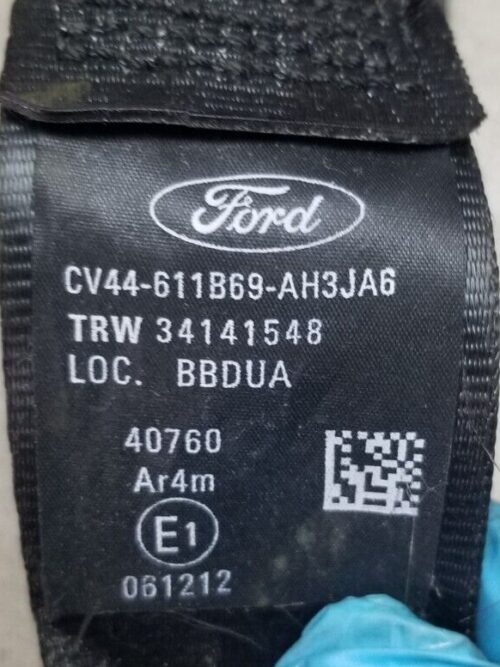 Ford
CV44-611B69-AH3JA6
TRW 34141548
LOC. BBDUA
40760
Ar4m
E1
061212